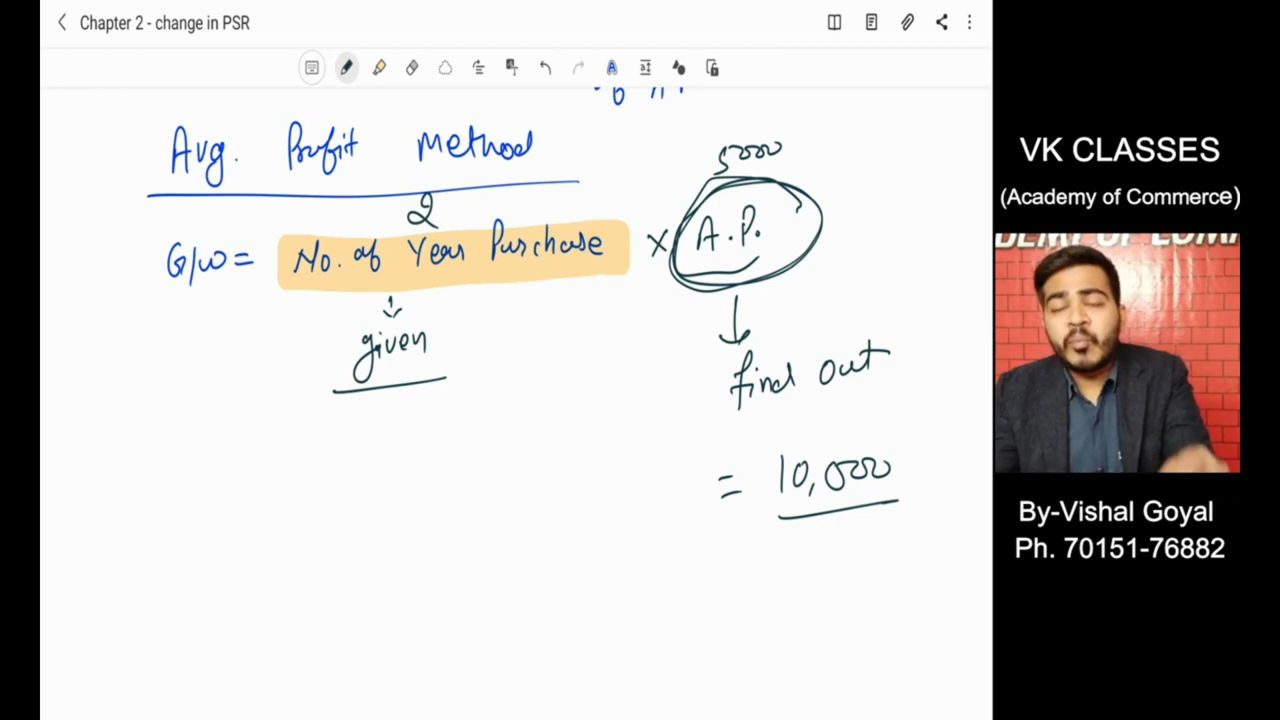 Chapter 2 - change in PSR
Avg. Profit Method
5000
2
G/w = No. of Year Purchase × A.P.
given
find out
= 10,000
VK CLASSES
(Academy of Commerce)
By-Vishal Goyal
Ph. 70151-76882